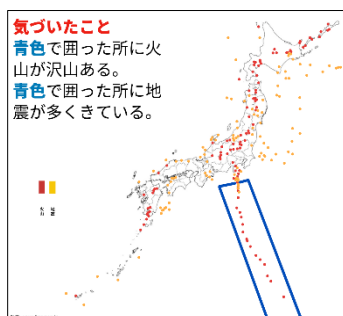 気づいたこと
青色で囲った所に火
山が沢山ある。
青色で囲った所に地
震が多くきている。